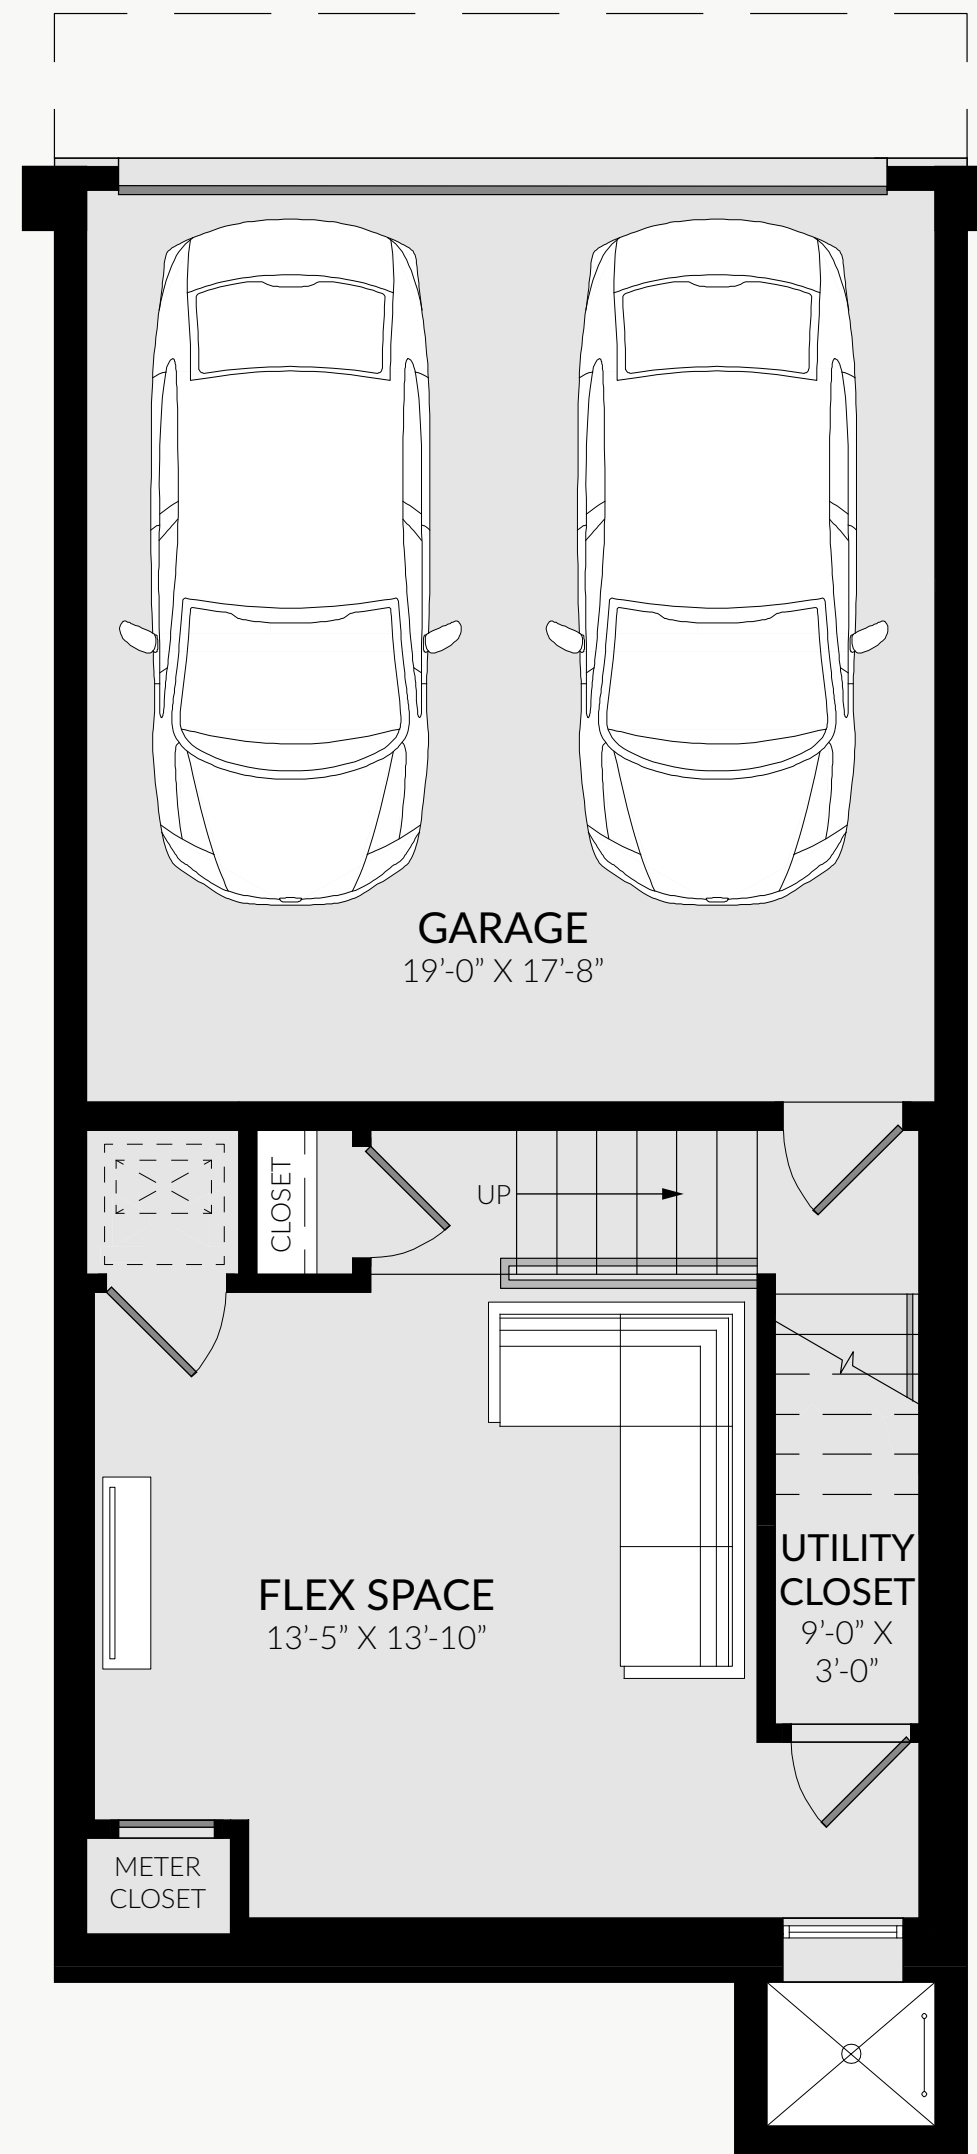 GARAGE
19’-0” X 17’-8”
CLOSET
UP
UTILITY
CLOSET
9’-0” X
3’-0”
FLEX SPACE
13’-5” X 13’-10”
METER
CLOSET